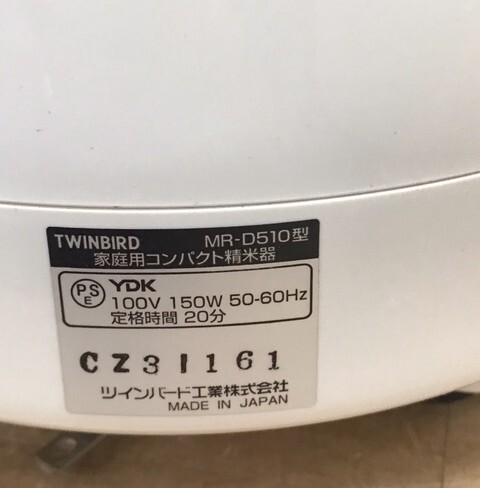 TWINBIRD MR-D510型
家庭用コンパクト精米器
PSE YDK
100V 150W 50-60Hz
定格時間 20分
CZ31161
ツインバード工業株式会社
MADE IN JAPAN